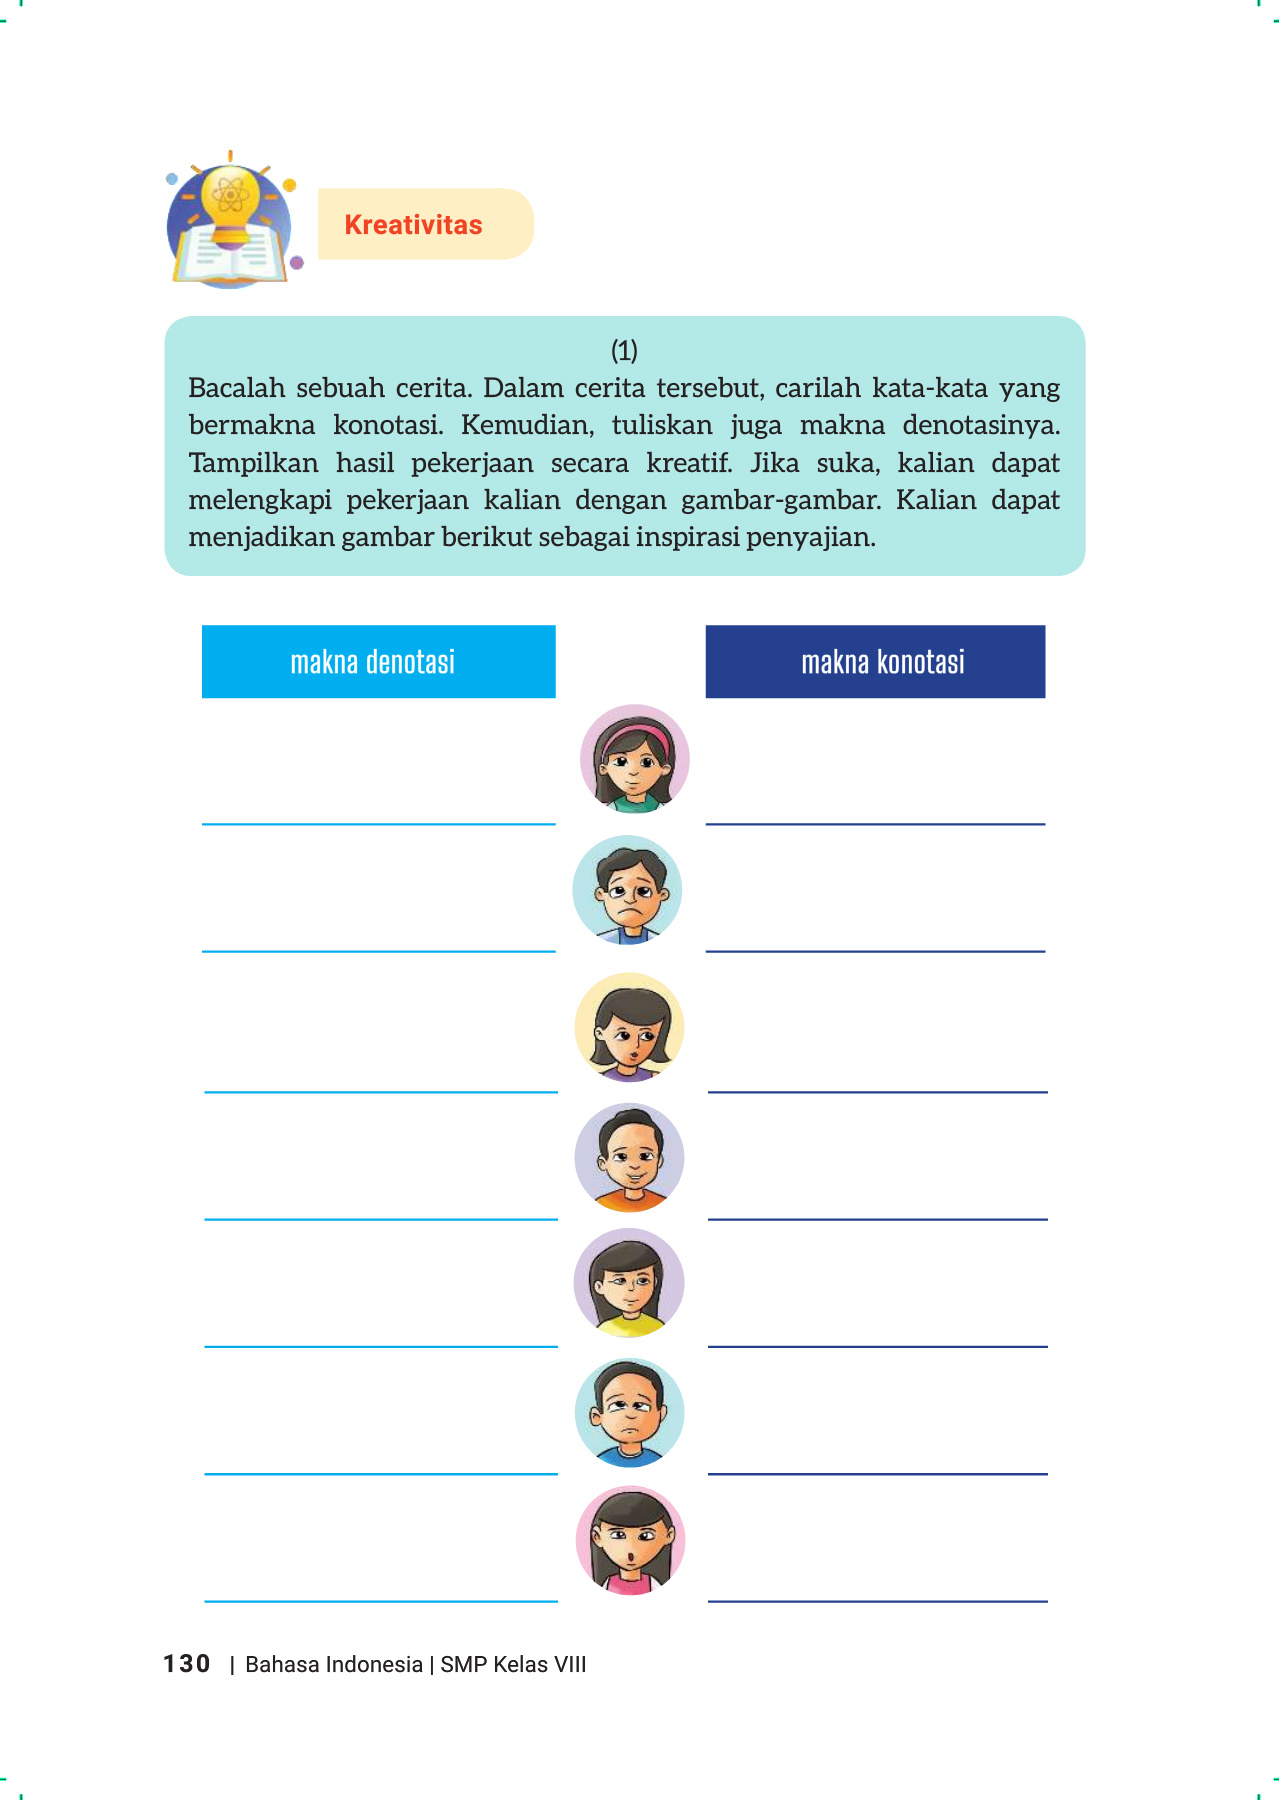 Kreativitas
(1)
Bacalah sebuah cerita. Dalam cerita tersebut, carilah kata-kata yang
bermakna konotasi. Kemudian, tuliskan juga makna denotasinya.
Tampilkan hasil pekerjaan secara kreatif. Jika suka, kalian dapat
melengkapi pekerjaan kalian dengan gambar-gambar. Kalian dapat
menjadikan gambar berikut sebagai inspirasi penyajian.
makna denotasi
makna konotasi
130 | Bahasa Indonesia | SMP Kelas VIII